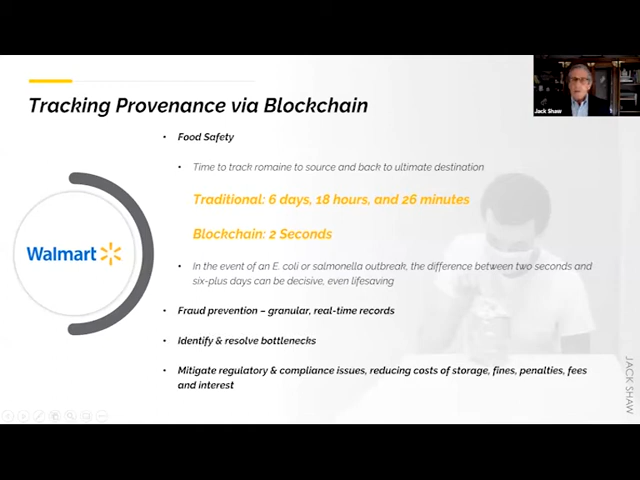 Tracking Provenance via Blockchain
Jack Shaw
• Food Safety
• Time to track romaine to source and back to ultimate destination
Traditional: 6 days, 18 hours, and 26 minutes
Blockchain: 2 Seconds
Walmart
• In the event of an E. coli or salmonella outbreak, the difference between two seconds and
six-plus days can be decisive, even lifesaving
• Fraud prevention – granular, real-time records
• Identify & resolve bottlenecks
• Mitigate regulatory & compliance issues, reducing costs of storage, fines, penalties, fees
and interest
JACK SHAW